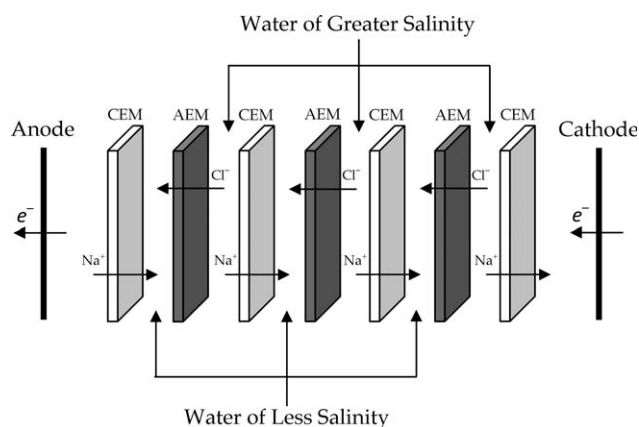 Water of Greater Salinity
CEM AEM CEM AEM CEM AEM CEM
Anode Cathode
Cl⁻ Cl⁻ Cl⁻
e⁻ e⁻
Na⁺ Na⁺ Na⁺ Na⁺
Water of Less Salinity